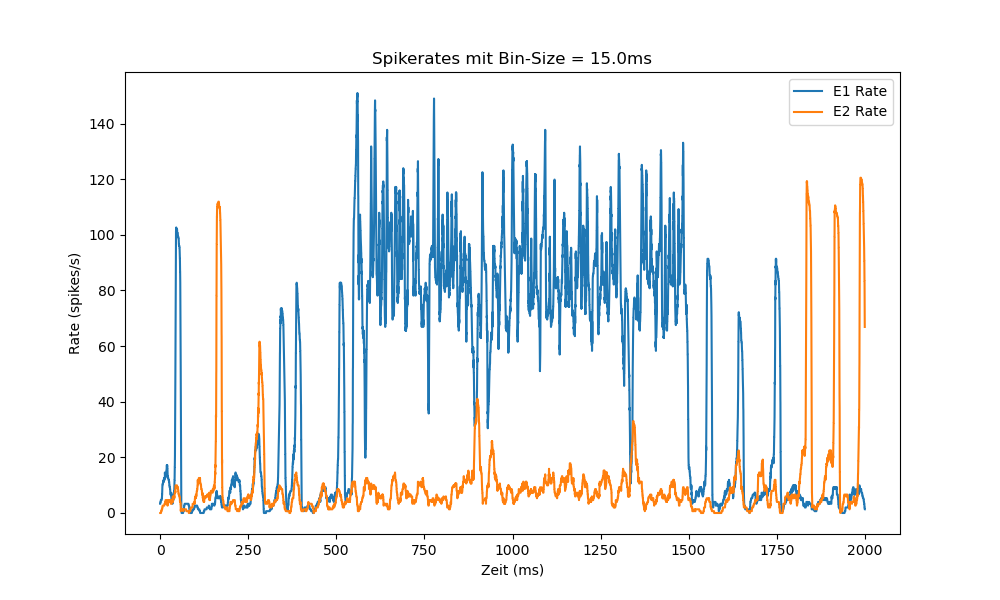 Spikerates mit Bin-Size = 15.0ms
E1 Rate
E2 Rate
140
120
100
80
60
40
20
0
Rate (spikes/s)
0 250 500 750 1000 1250 1500 1750 2000
Zeit (ms)